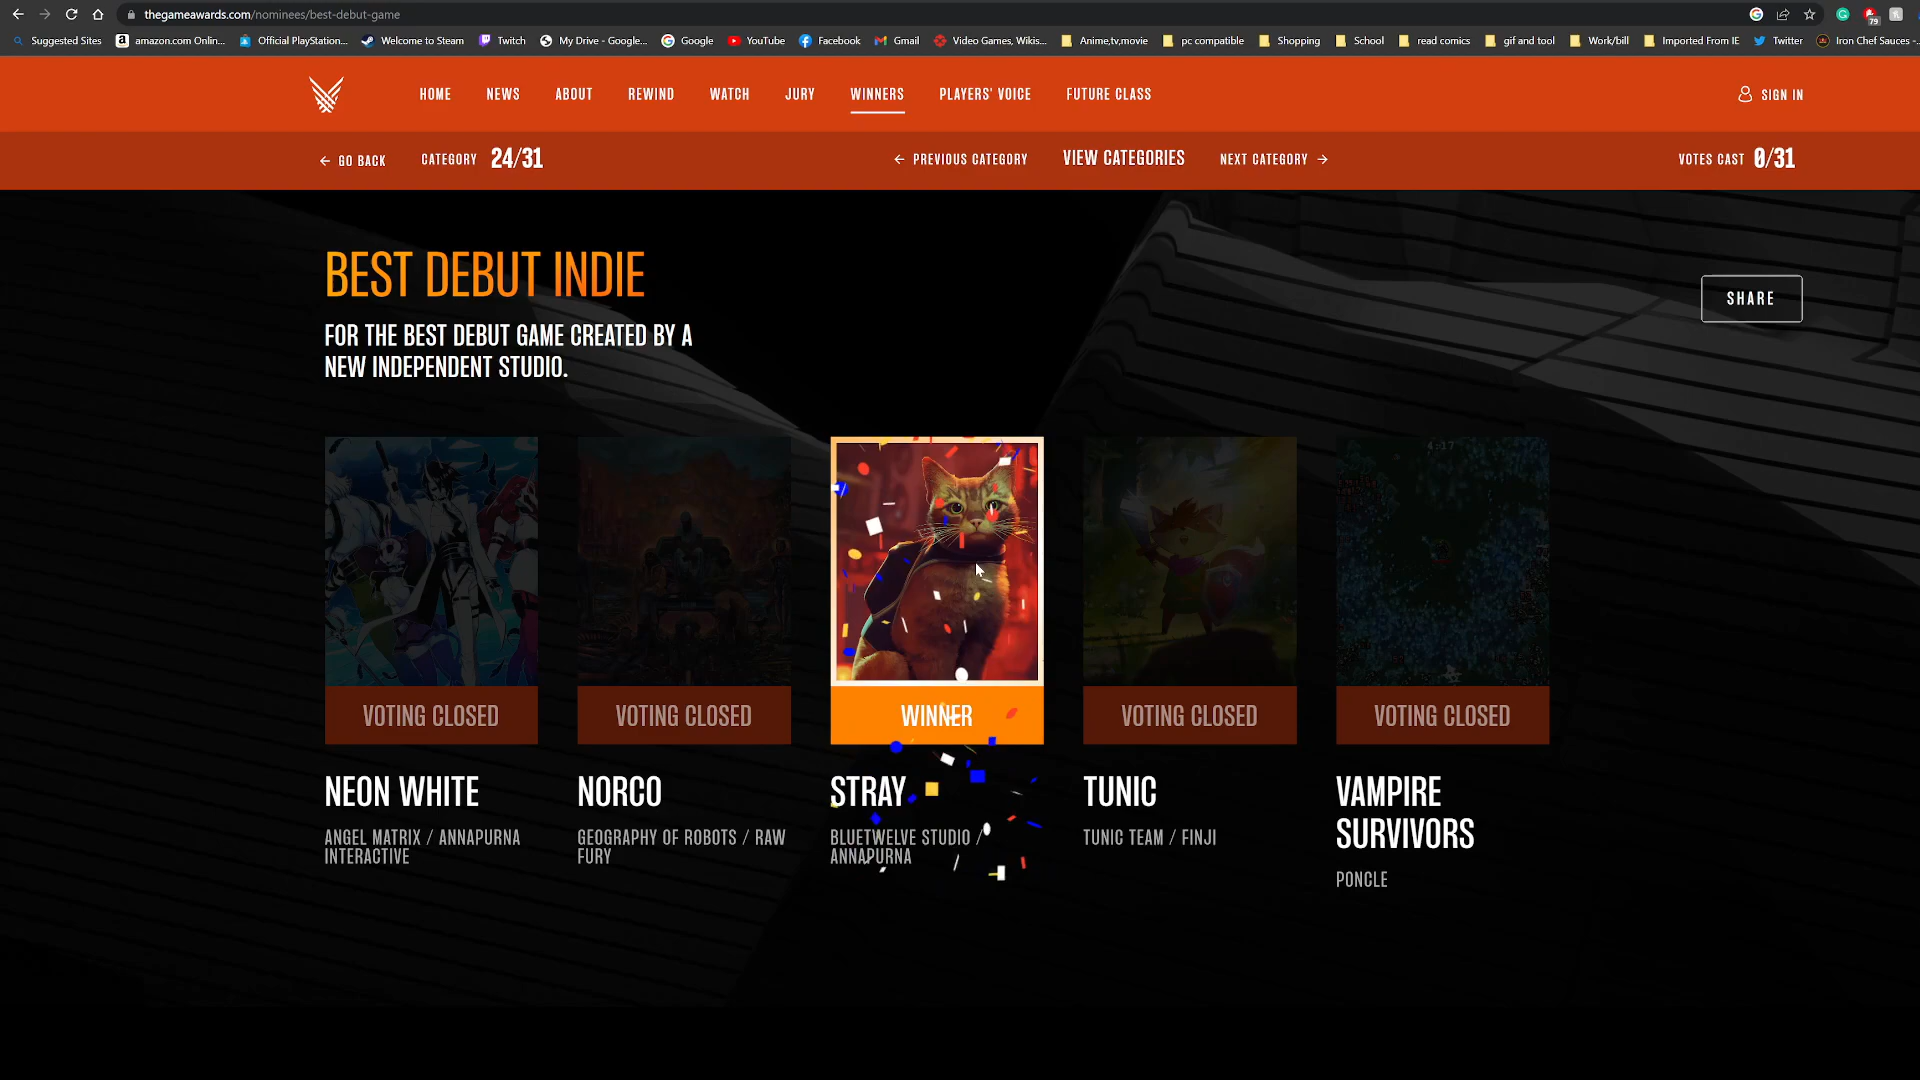 thegameawards.com/nominees/best-debut-game
Suggested Sites amazon.com Onlin... Official PlayStation... Welcome to Steam Twitch My Drive - Google... Google YouTube Facebook Gmail Video Games, Wikis... Anime,tv,movie pc compatible Shopping School read comics gif and tool Work/bill Imported From IE Twitter Iron Chef Sauces -...
79
HOME NEWS ABOUT REWIND WATCH JURY WINNERS PLAYERS' VOICE FUTURE CLASS SIGN IN
GO BACK CATEGORY 24/31 PREVIOUS CATEGORY VIEW CATEGORIES NEXT CATEGORY VOTES CAST 0/31
BEST DEBUT INDIE
SHARE
FOR THE BEST DEBUT GAME CREATED BY A
NEW INDEPENDENT STUDIO.
4:17
VOTING CLOSED VOTING CLOSED WINNER VOTING CLOSED VOTING CLOSED
NEON WHITE
ANGEL MATRIX / ANNAPURNA
INTERACTIVE
NORCO
GEOGRAPHY OF ROBOTS / RAW
FURY
STRAY
BLUETWELVE STUDIO /
ANNAPURNA
TUNIC
TUNIC TEAM / FINJI
VAMPIRE
SURVIVORS
PONCLE